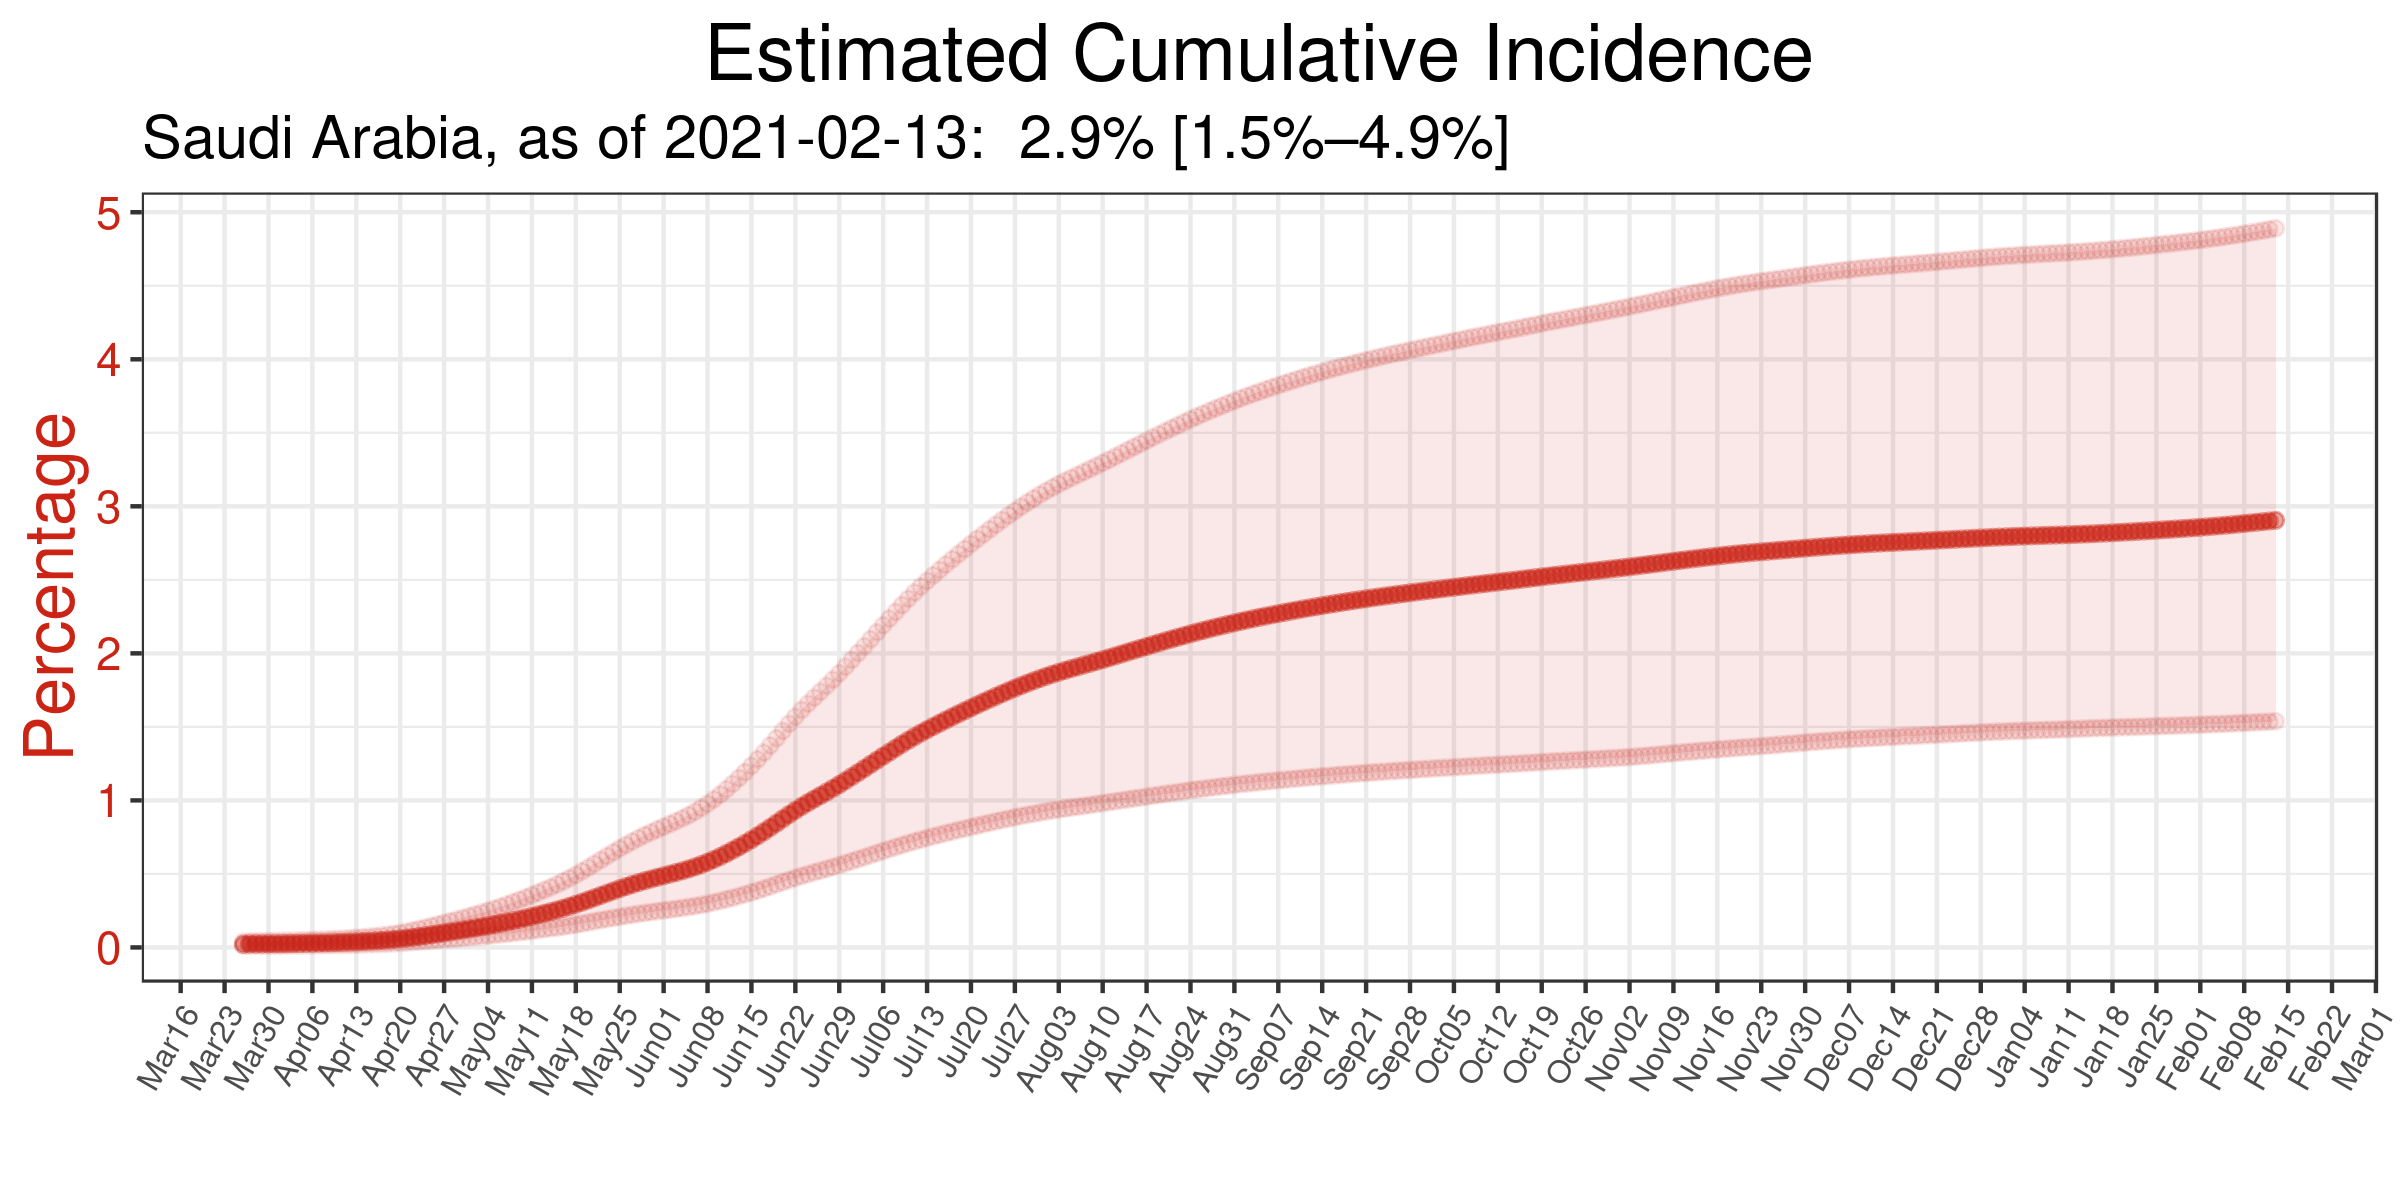 Estimated Cumulative Incidence
Saudi Arabia, as of 2021-02-13:  2.9% [1.5%–4.9%]
Percentage
5
4
3
2
1
0
Mar16
Mar23
Mar30
Apr06
Apr13
Apr20
Apr27
May04
May11
May18
May25
Jun01
Jun08
Jun15
Jun22
Jun29
Jul06
Jul13
Jul20
Jul27
Aug03
Aug10
Aug17
Aug24
Aug31
Sep07
Sep14
Sep21
Sep28
Oct05
Oct12
Oct19
Oct26
Nov02
Nov09
Nov16
Nov23
Nov30
Dec07
Dec14
Dec21
Dec28
Jan04
Jan11
Jan18
Jan25
Feb01
Feb08
Feb15
Feb22
Mar01